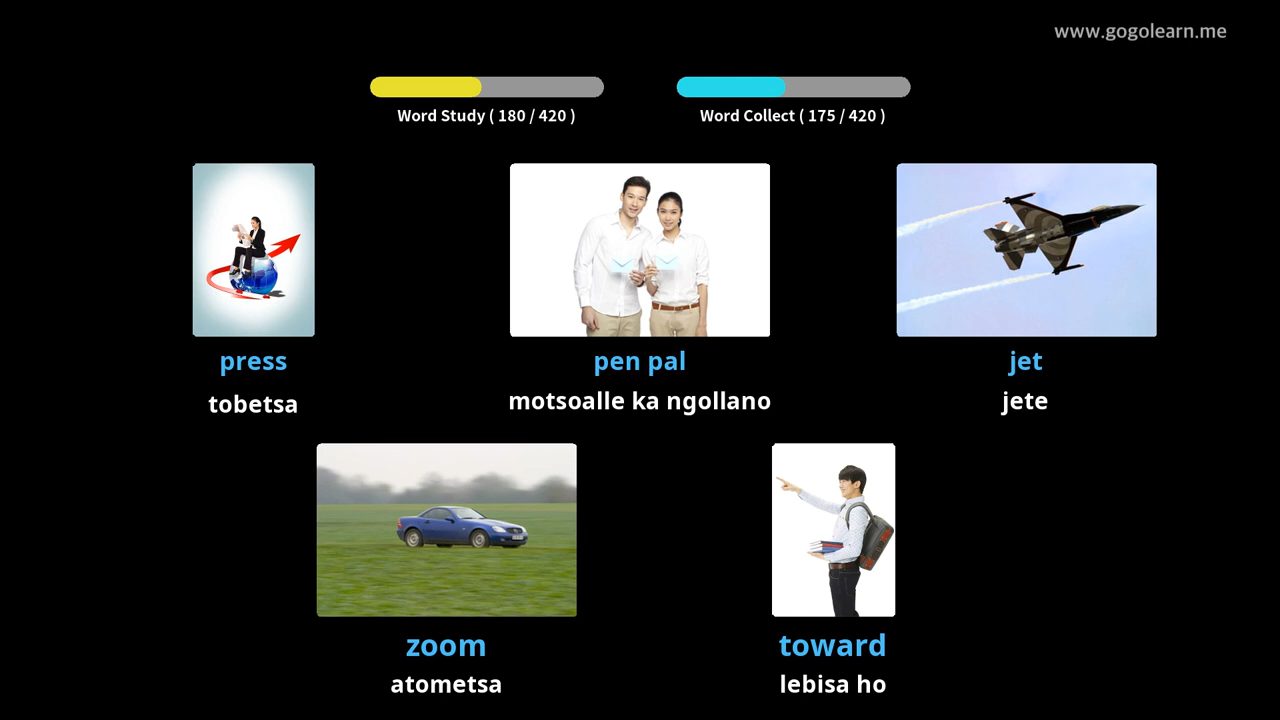 www.gogolearn.me
Word Study ( 180 / 420 )
Word Collect ( 175 / 420 )
press
tobetsa
pen pal
motsoalle ka ngollano
jet
jete
zoom
atometsa
toward
lebisa ho